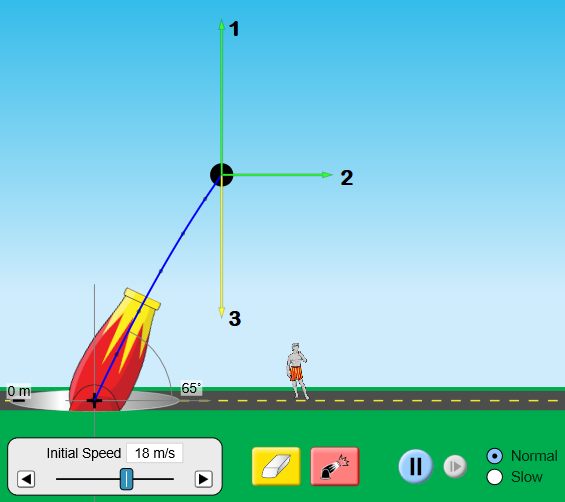 1
2
3
65°
0 m
Initial Speed 18 m/s
Normal
Slow